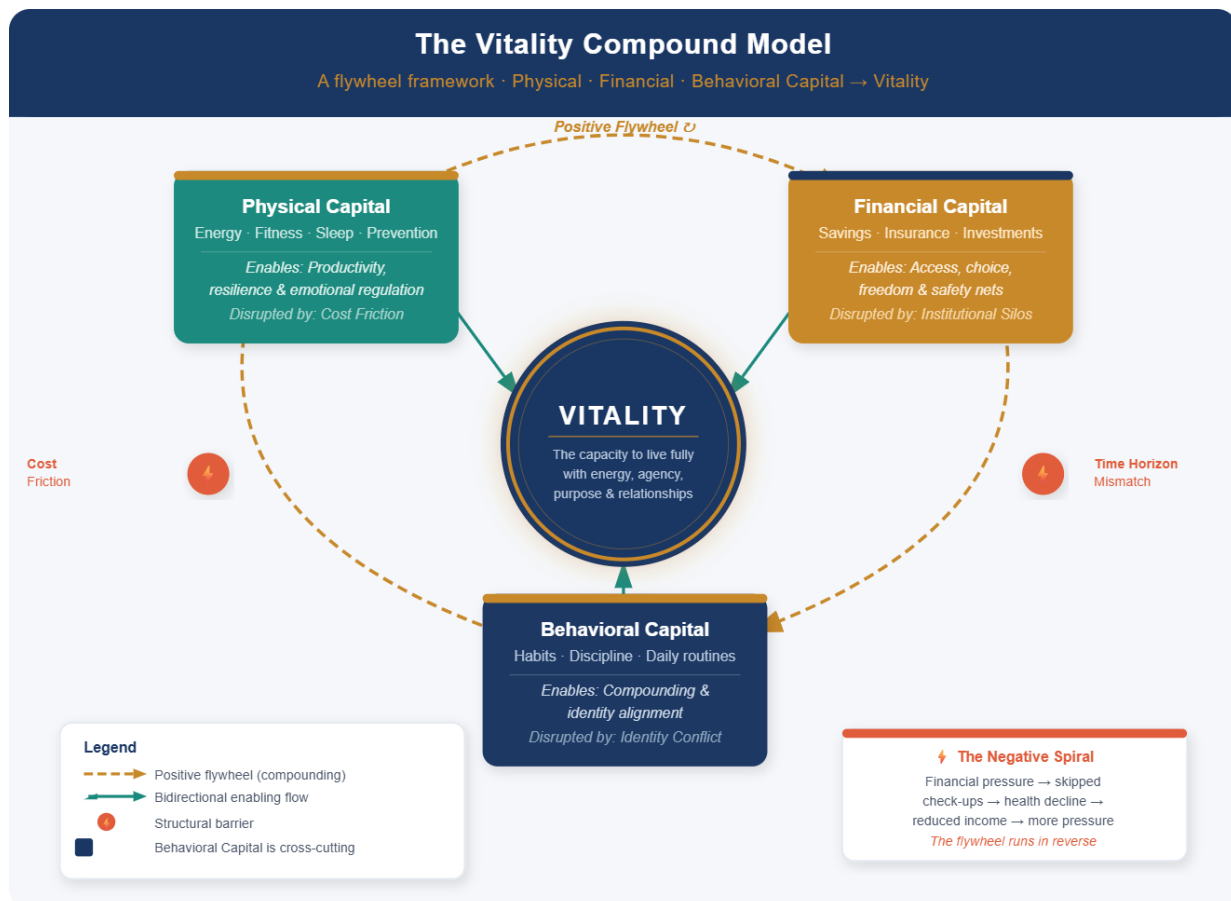 The Vitality Compound Model
A flywheel framework · Physical · Financial · Behavioral Capital → Vitality
Positive Flywheel ↻
Physical Capital
Energy · Fitness · Sleep · Prevention
Enables: Productivity,
resilience & emotional regulation
Disrupted by: Cost Friction
Financial Capital
Savings · Insurance · Investments
Enables: Access, choice,
freedom & safety nets
Disrupted by: Institutional Silos
VITALITY
The capacity to live fully
with energy, agency,
purpose & relationships
Cost
Friction
Time Horizon
Mismatch
Behavioral Capital
Habits · Discipline · Daily routines
Enables: Compounding &
identity alignment
Disrupted by: Identity Conflict
Legend
Positive flywheel (compounding)
Bidirectional enabling flow
Structural barrier
Behavioral Capital is cross-cutting
The Negative Spiral
Financial pressure → skipped
check-ups → health decline →
reduced income → more pressure
The flywheel runs in reverse